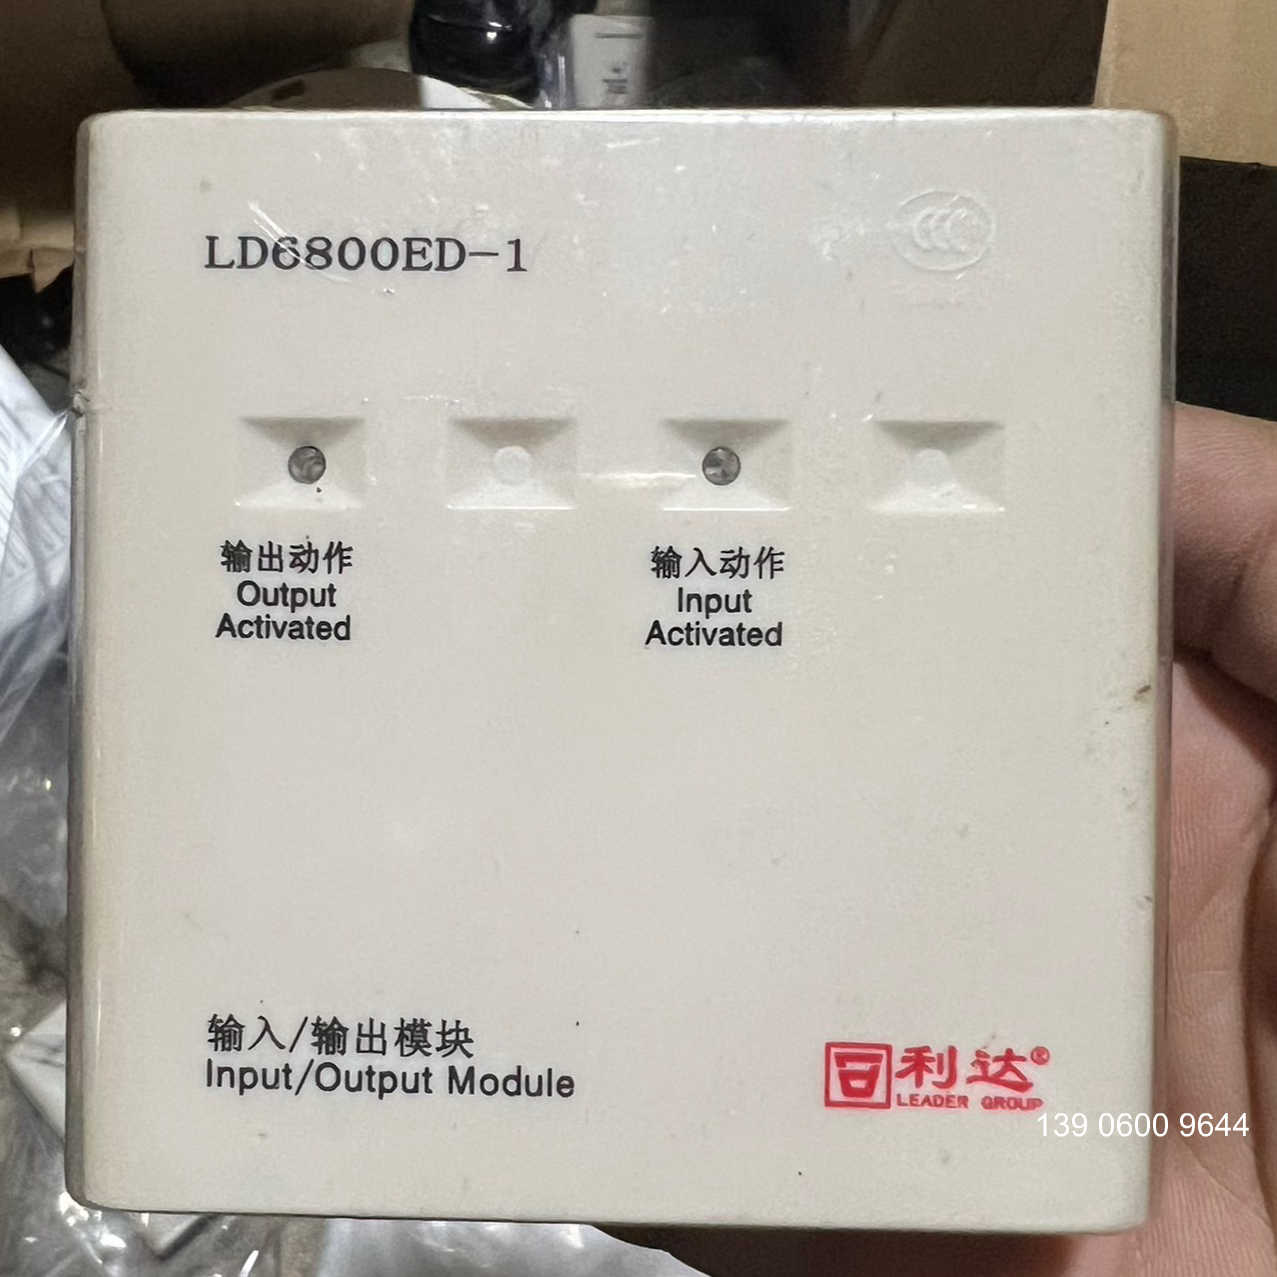 LD6800ED-1
输出动作
Output
Activated
输入动作
Input
Activated
输入/输出模块
Input/Output Module
利达®
LEADER GROUP
139 0600 9644